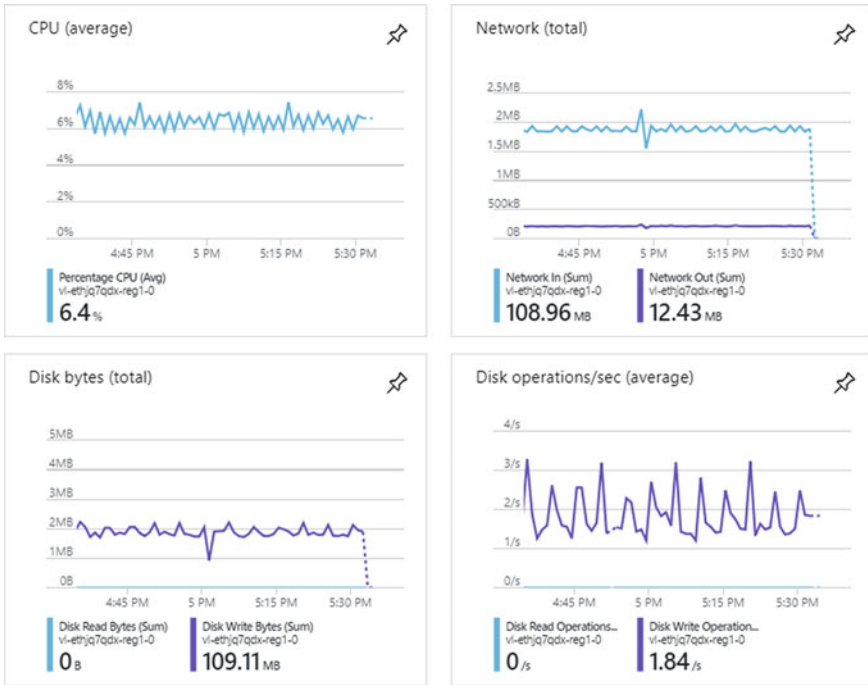 CPU (average)
8%
6%
4%
2%
0%
4:45 PM 5 PM 5:15 PM 5:30 PM
Percentage CPU (Avg)
vl-ethjq7qdx-reg1-0
6.4 %
Network (total)
2.5MB
2MB
1.5MB
1MB
500kB
0B
4:45 PM 5 PM 5:15 PM 5:30 PM
Network In (Sum)
vl-ethjq7qdx-reg1-0
108.96 MB
Network Out (Sum)
vl-ethjq7qdx-reg1-0
12.43 MB
Disk bytes (total)
5MB
4MB
3MB
2MB
1MB
0B
4:45 PM 5 PM 5:15 PM 5:30 PM
Disk Read Bytes (Sum)
vl-ethjq7qdx-reg1-0
0 B
Disk Write Bytes (Sum)
vl-ethjq7qdx-reg1-0
109.11 MB
Disk operations/sec (average)
4/s
3/s
2/s
1/s
0/s
4:45 PM 5 PM 5:15 PM 5:30 PM
Disk Read Operations...
vl-ethjq7qdx-reg1-0
0 /s
Disk Write Operation...
vl-ethjq7qdx-reg1-0
1.84 /s